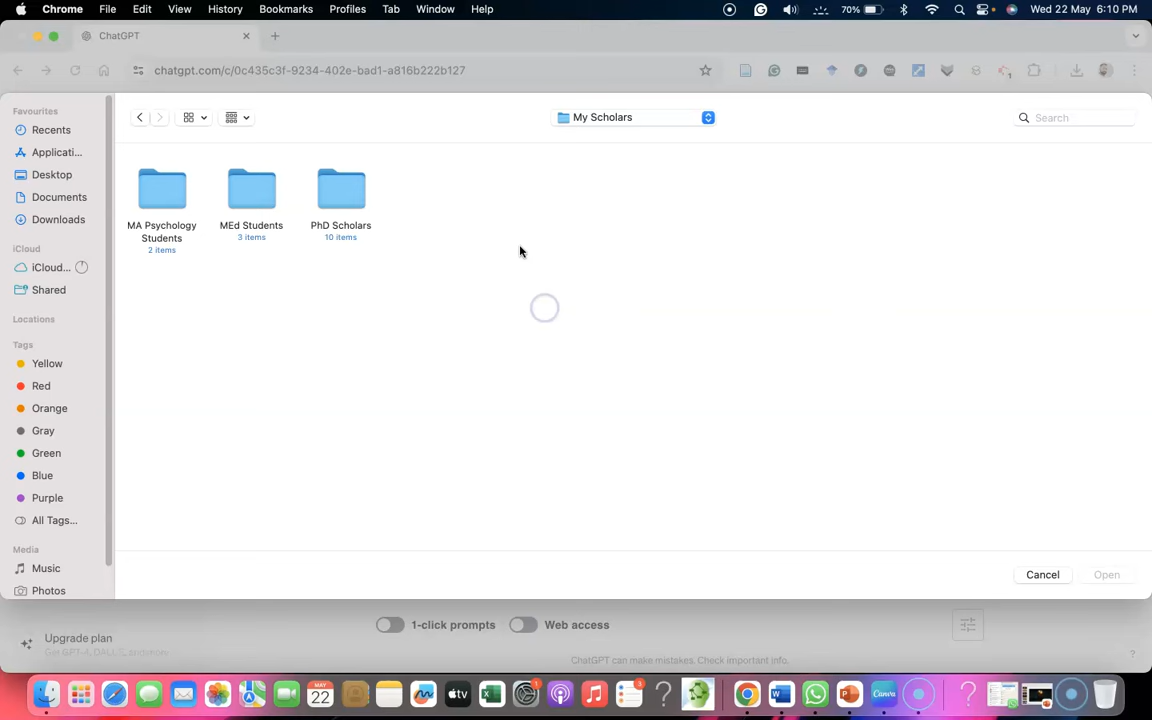 Chrome File Edit View History Bookmarks Profiles Tab Window Help 70% Wed 22 May 6:10 PM
ChatGPT
chatgpt.com/c/0c435c3f-9234-402e-bad1-a816b222b127
Favourites
Recents
Applicati...
Desktop
Documents
Downloads
iCloud
iCloud...
Shared
Locations
Tags
Yellow
Red
Orange
Gray
Green
Blue
Purple
All Tags...
Media
Music
Photos
My Scholars
Search
MA Psychology
Students
2 items
MEd Students
3 items
PhD Scholars
10 items
Cancel Open
1-click prompts Web access
Upgrade plan
ChatGPT can make mistakes. Check important info.
MAY
22
tv
1
3
Canva